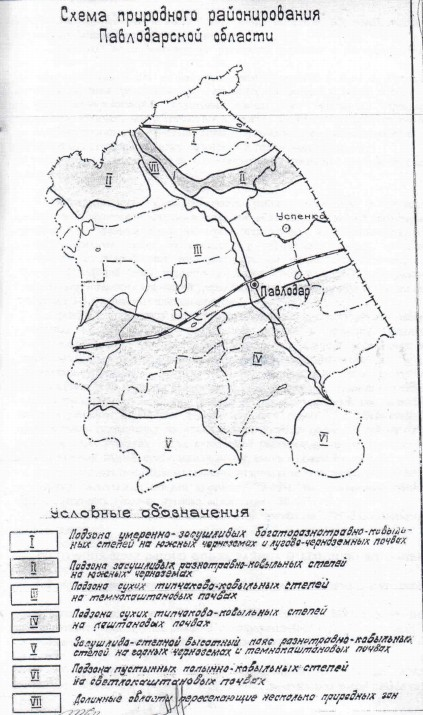 Схема природного районирования
Павлодарской области
I
II
VII
II
Успенка
III
Павлодар
IV
V
VI
Условные обозначения
I
Подзона умеренно-засушливых богаторазнотравно-ковыль-
ных степей на южных черноземах и лугово-черноземных почвах
II
Подзона засушливых разнотравно-ковыльных степей
на южных черноземах
III
Подзона сухих типчаково-ковыльных степей
на темнокаштановых почвах
IV
Подзона сухих типчаково-ковыльных степей
на каштановых почвах
V
Засушливо-степной высотный пояс разнотравно-ковыльных
степей на горных черноземах и темнокаштановых почвах
VI
Подзона пустынных полынно-ковыльных степей
на светлокаштановых почвах
VII
Долинные области, пересекающие несколько природных зон